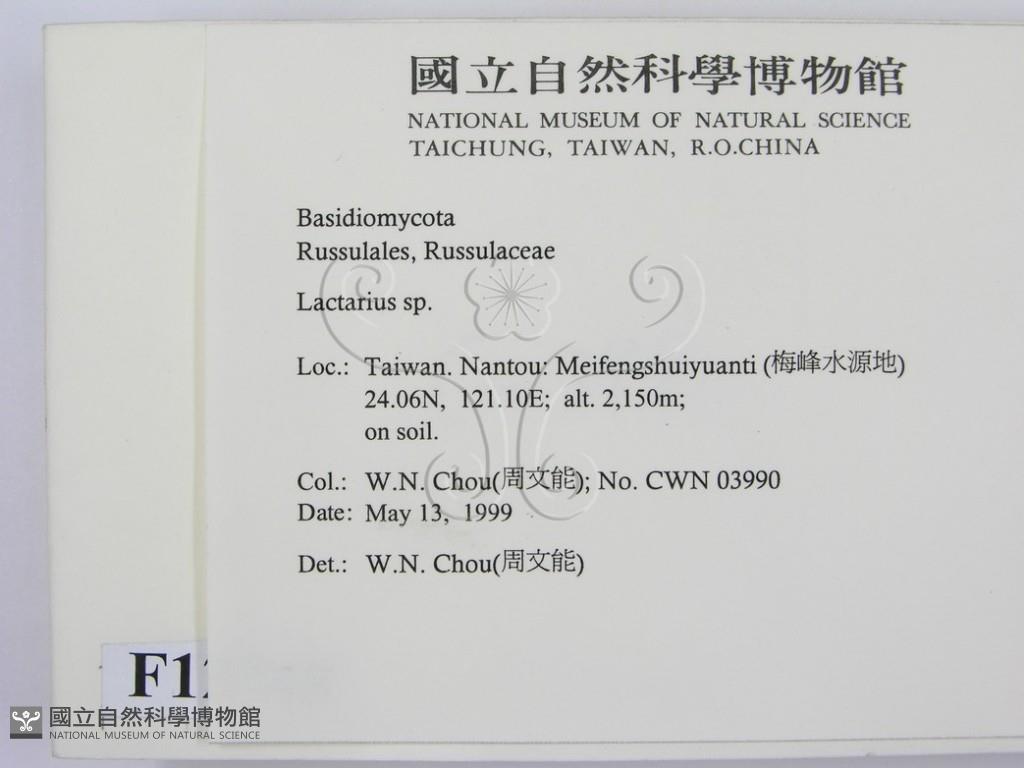 國立自然科學博物館
NATIONAL MUSEUM OF NATURAL SCIENCE
TAICHUNG, TAIWAN, R.O.CHINA
Basidiomycota
Russulales, Russulaceae
Lactarius sp.
Loc.: Taiwan. Nantou: Meifengshuiyuanti (梅峰水源地)
24.06N, 121.10E; alt. 2,150m;
on soil.
Col.: W.N. Chou(周文能); No. CWN 03990
Date: May 13, 1999
Det.: W.N. Chou(周文能)
國立自然科學博物館
NATIONAL MUSEUM OF NATURAL SCIENCE